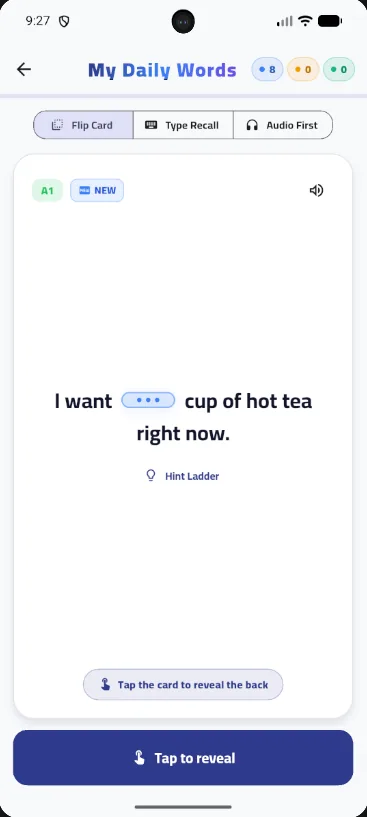 9:27
My Daily Words
8
0
0
Flip Card
Type Recall
Audio First
A1
NEW
I want ••• cup of hot tea
right now.
Hint Ladder
Tap the card to reveal the back
Tap to reveal